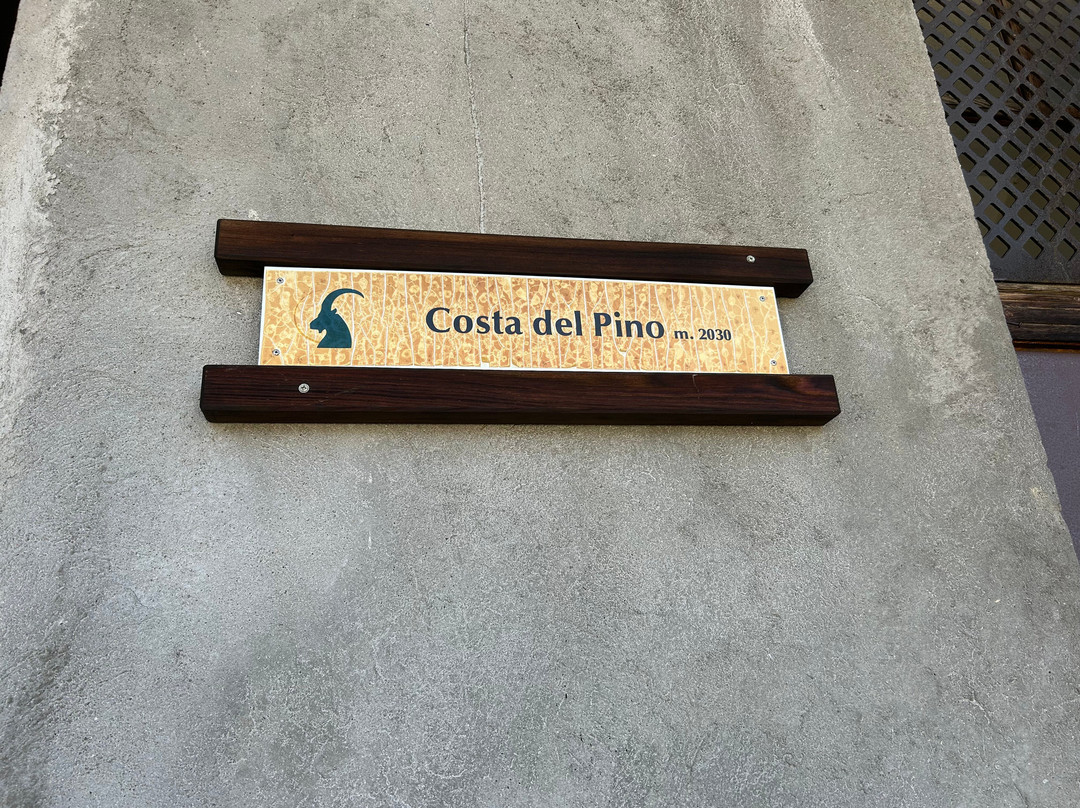 Costa del Pino m. 2030